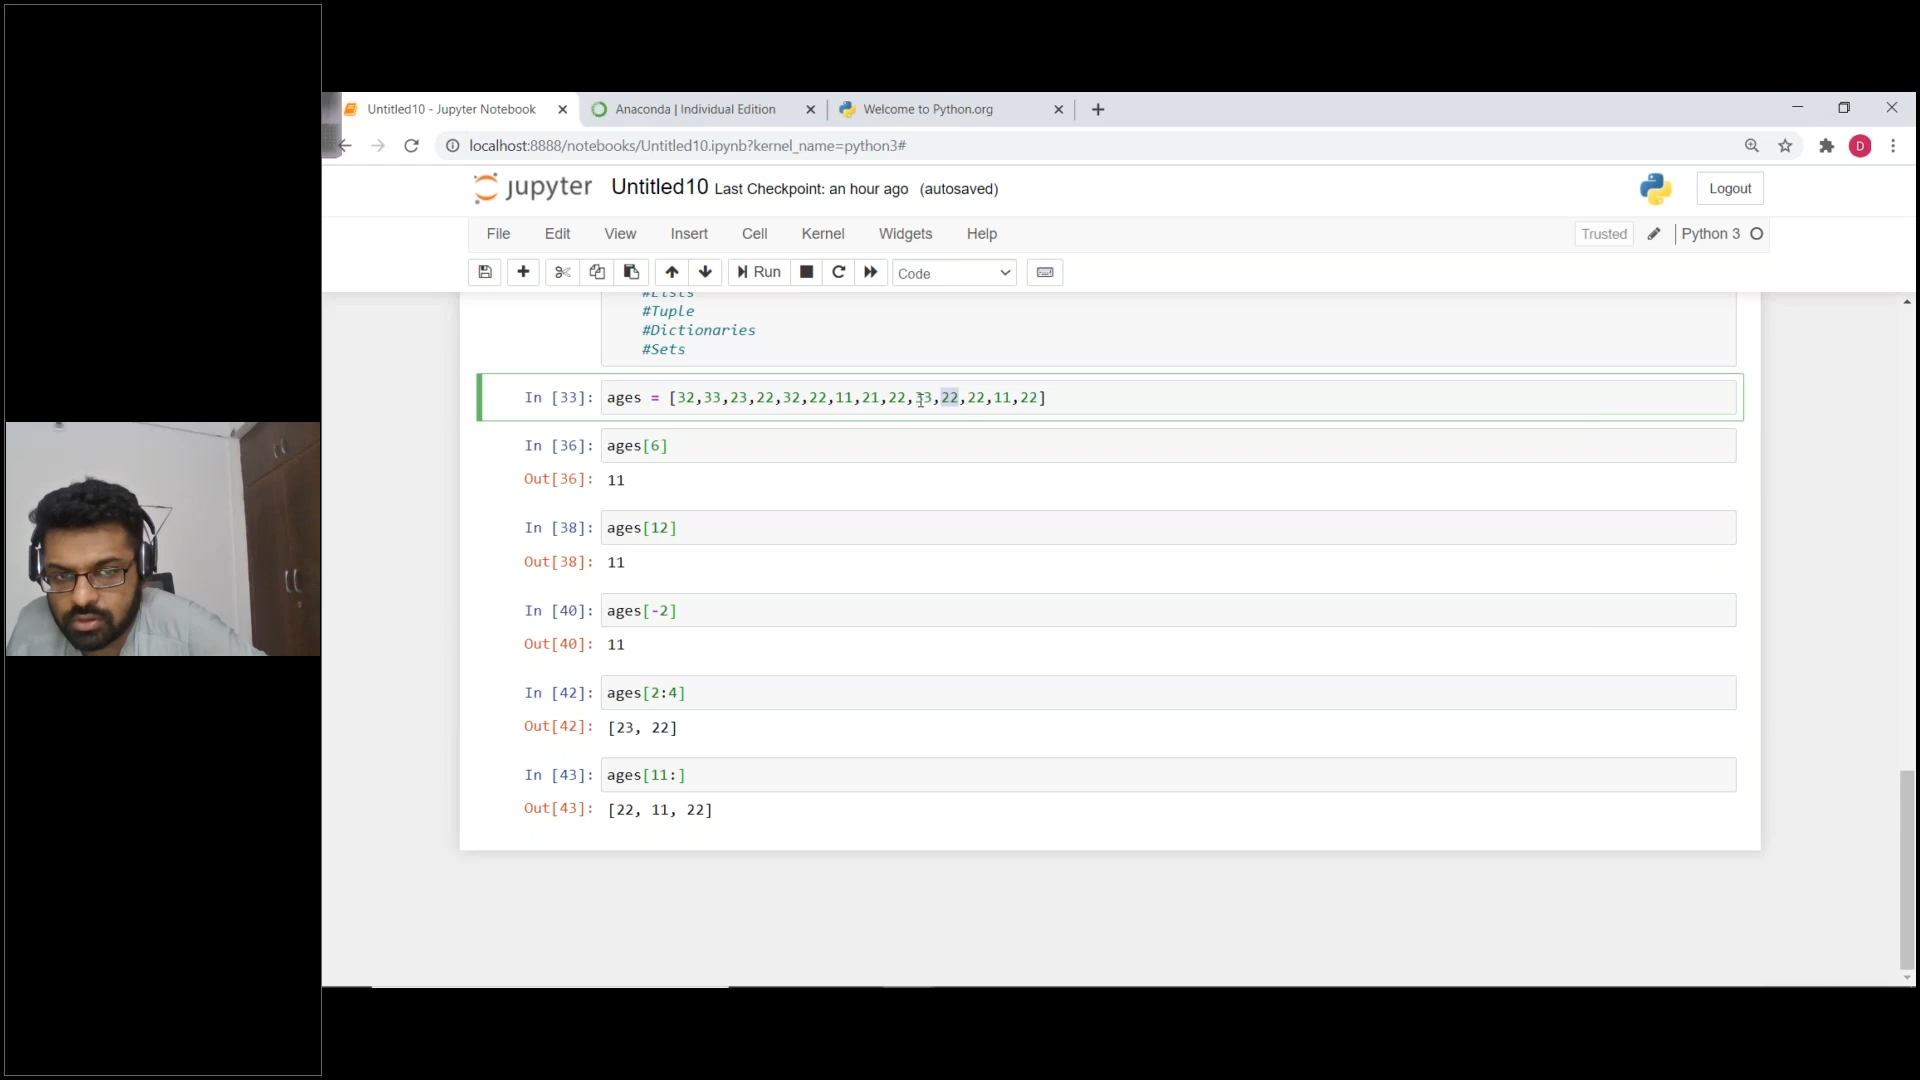 Untitled10 - Jupyter Notebook
Anaconda | Individual Edition
Welcome to Python.org
localhost:8888/notebooks/Untitled10.ipynb?kernel_name=python3#
D
jupyter Untitled10 Last Checkpoint: an hour ago (autosaved)
Logout
File Edit View Insert Cell Kernel Widgets Help
Trusted Python 3
Run Code
#Lists
#Tuple
#Dictionaries
#Sets
In [33]: ages = [32,33,23,22,32,22,11,21,22,33,22,22,11,22]
In [36]: ages[6]
Out[36]: 11
In [38]: ages[12]
Out[38]: 11
In [40]: ages[-2]
Out[40]: 11
In [42]: ages[2:4]
Out[42]: [23, 22]
In [43]: ages[11:]
Out[43]: [22, 11, 22]